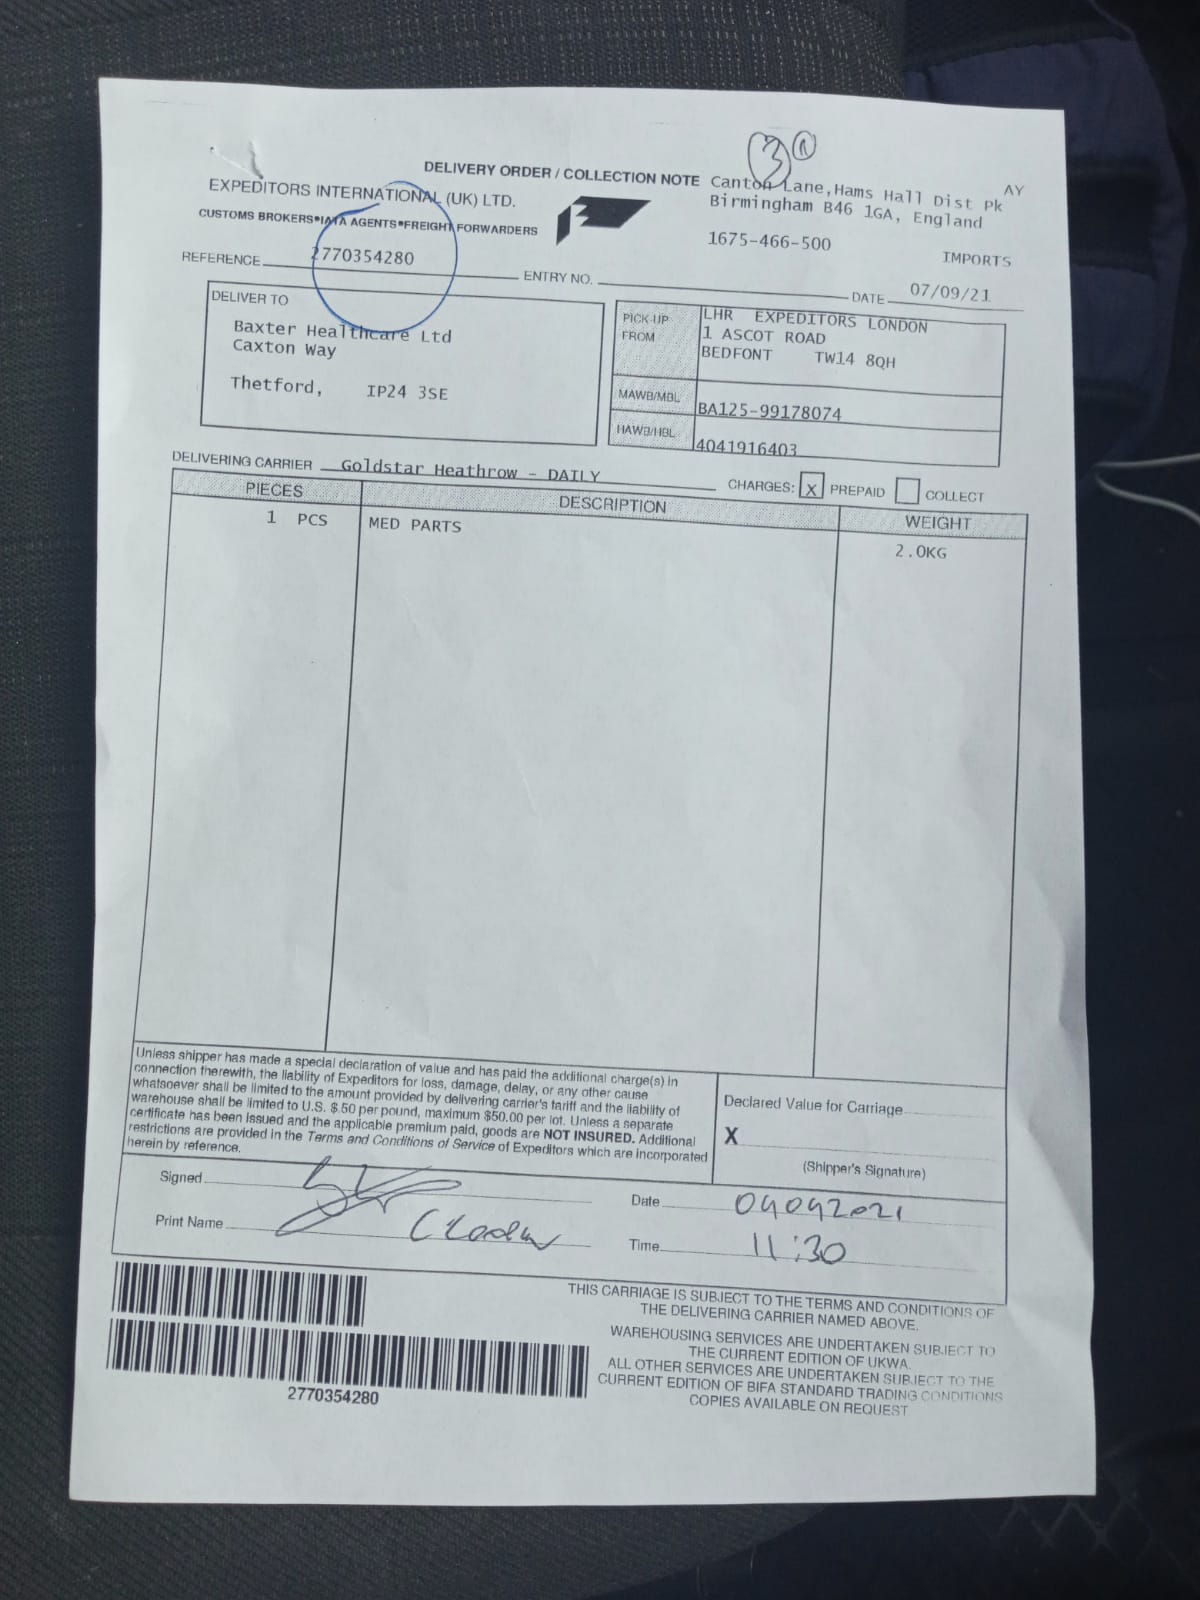 3
DELIVERY ORDER / COLLECTION NOTE
Canton Lane,Hams Hall Dist Pk
AY
EXPEDITORS INTERNATIONAL (UK) LTD.
Birmingham B46 1GA, England
CUSTOMS BROKERS•IATA AGENTS•FREIGHT FORWARDERS
1675-466-500
IMPORTS
REFERENCE 2770354280
ENTRY NO.
DATE 07/09/21
DELIVER TO
Baxter Healthcare Ltd
Caxton Way
Thetford, IP24 3SE
PICK-UP FROM
LHR EXPEDITORS LONDON
1 ASCOT ROAD
BEDFONT TW14 8QH
MAWB/MBL BA125-99178074
HAWB/HBL 4041916403
DELIVERING CARRIER Goldstar Heathrow - DAILY
CHARGES: X PREPAID COLLECT
PIECES DESCRIPTION WEIGHT
1 PCS MED PARTS 2.0KG
Unless shipper has made a special declaration of value and has paid the additional charge(s) in
connection therewith, the liability of Expeditors for loss, damage, delay, or any other cause
whatsoever shall be limited to the amount provided by delivering carrier's tariff and the liability of
warehouse shall be limited to U.S. $.50 per pound, maximum $50.00 per lot. Unless a separate
certificate has been issued and the applicable premium paid, goods are NOT INSURED. Additional
restrictions are provided in the Terms and Conditions of Service of Expeditors which are incorporated
herein by reference.
Declared Value for Carriage
X
(Shipper's Signature)
Signed
Date 09092021
Print Name
Time 11:30
THIS CARRIAGE IS SUBJECT TO THE TERMS AND CONDITIONS OF
THE DELIVERING CARRIER NAMED ABOVE.
WAREHOUSING SERVICES ARE UNDERTAKEN SUBJECT TO
THE CURRENT EDITION OF UKWA.
ALL OTHER SERVICES ARE UNDERTAKEN SUBJECT TO THE
CURRENT EDITION OF BIFA STANDARD TRADING CONDITIONS
COPIES AVAILABLE ON REQUEST
2770354280